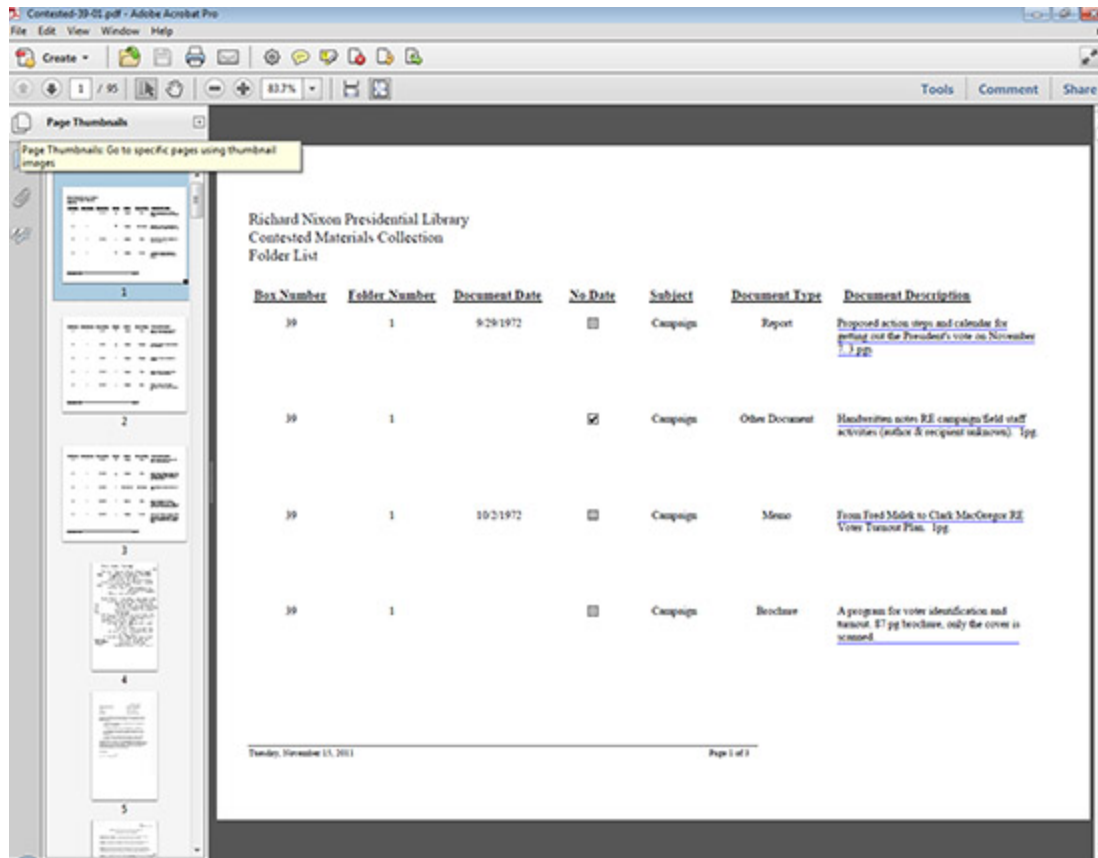 Contested-39-01.pdf - Adobe Acrobat Pro
File Edit View Window Help
Create
1 / 95 83.7% Tools Comment Share
Page Thumbnails
Page Thumbnails: Go to specific pages using thumbnail
images
1
2
3
4
5
Richard Nixon Presidential Library
Contested Materials Collection
Folder List
Box Number Folder Number Document Date No Date Subject Document Type Document Description
39 1 9/29/1972 Campaign Report Proposed action steps and calendar for
getting out the President's vote on November
7. 3 pgs
39 1 Campaign Other Document Handwritten notes RE campaign field staff
activities (author & recipient unknown). 1pg.
39 1 10/2/1972 Campaign Memo From Fred Malek to Clark MacGregor RE
Voter Turnout Plan. 1pg.
39 1 Campaign Brochure A program for voter identification and
turnout. 87 pg brochure, only the cover is
scanned.
Tuesday, November 15, 2011 Page 1 of 3